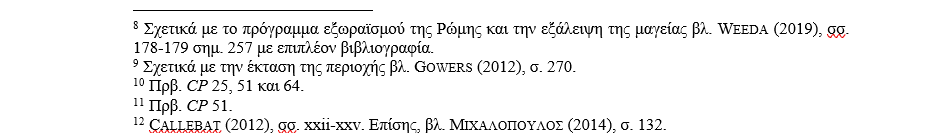 ⁸ Σχετικά με το πρόγραμμα εξωραϊσμού της Ρώμης και την εξάλειψη της μαγείας βλ. WEEDA (2019), σσ.
178-179 σημ. 257 με επιπλέον βιβλιογραφία.
⁹ Σχετικά με την έκταση της περιοχής βλ. GOWERS (2012), σ. 270.
¹⁰ Πρβ. CP 25, 51 και 64.
¹¹ Πρβ. CP 51.
¹² CALLEBAT (2012), σσ. xxii-xxv. Επίσης, βλ. ΜΙΧΑΛΟΠΟΥΛΟΣ (2014), σ. 132.